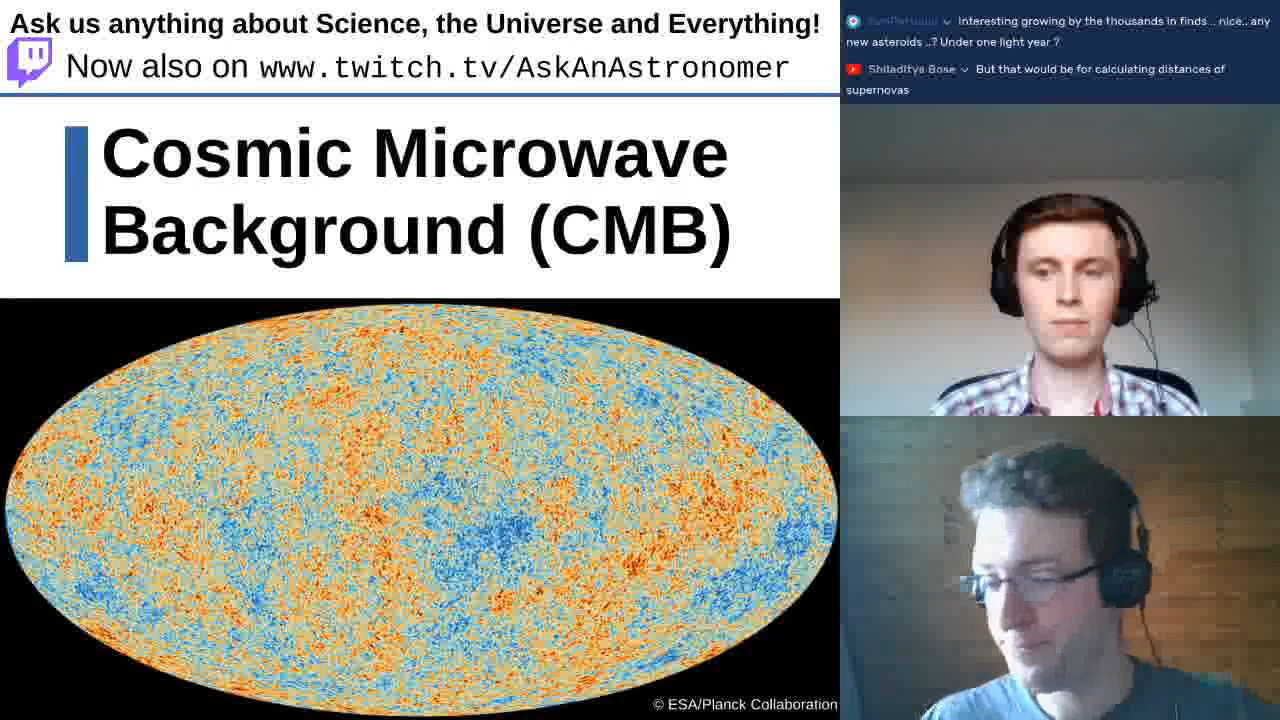 Ask us anything about Science, the Universe and Everything!
Now also on www.twitch.tv/AskAnAstronomer
Cosmic Microwave
Background (CMB)
© ESA/Planck Collaboration
Interesting growing by the thousands in finds... nice.. any
new asteroids ..? Under one light year ?
Shiladitya Bose But that would be for calculating distances of
supernovas